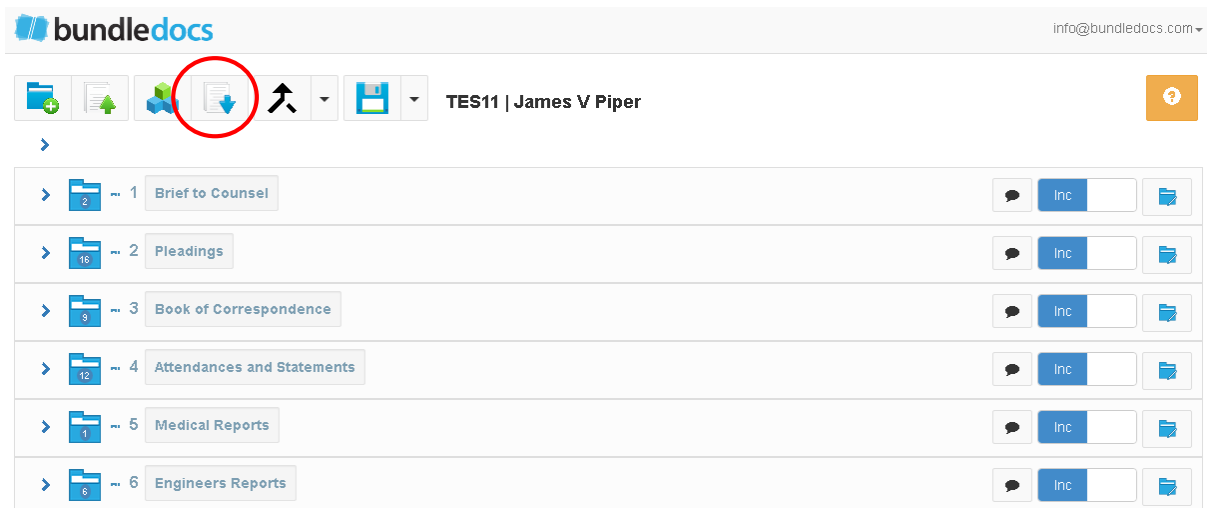 bundledocs
info@bundledocs.com
TES11 | James V Piper
2 1 Brief to Counsel Inc
16 2 Pleadings Inc
9 3 Book of Correspondence Inc
12 4 Attendances and Statements Inc
1 5 Medical Reports Inc
6 6 Engineers Reports Inc